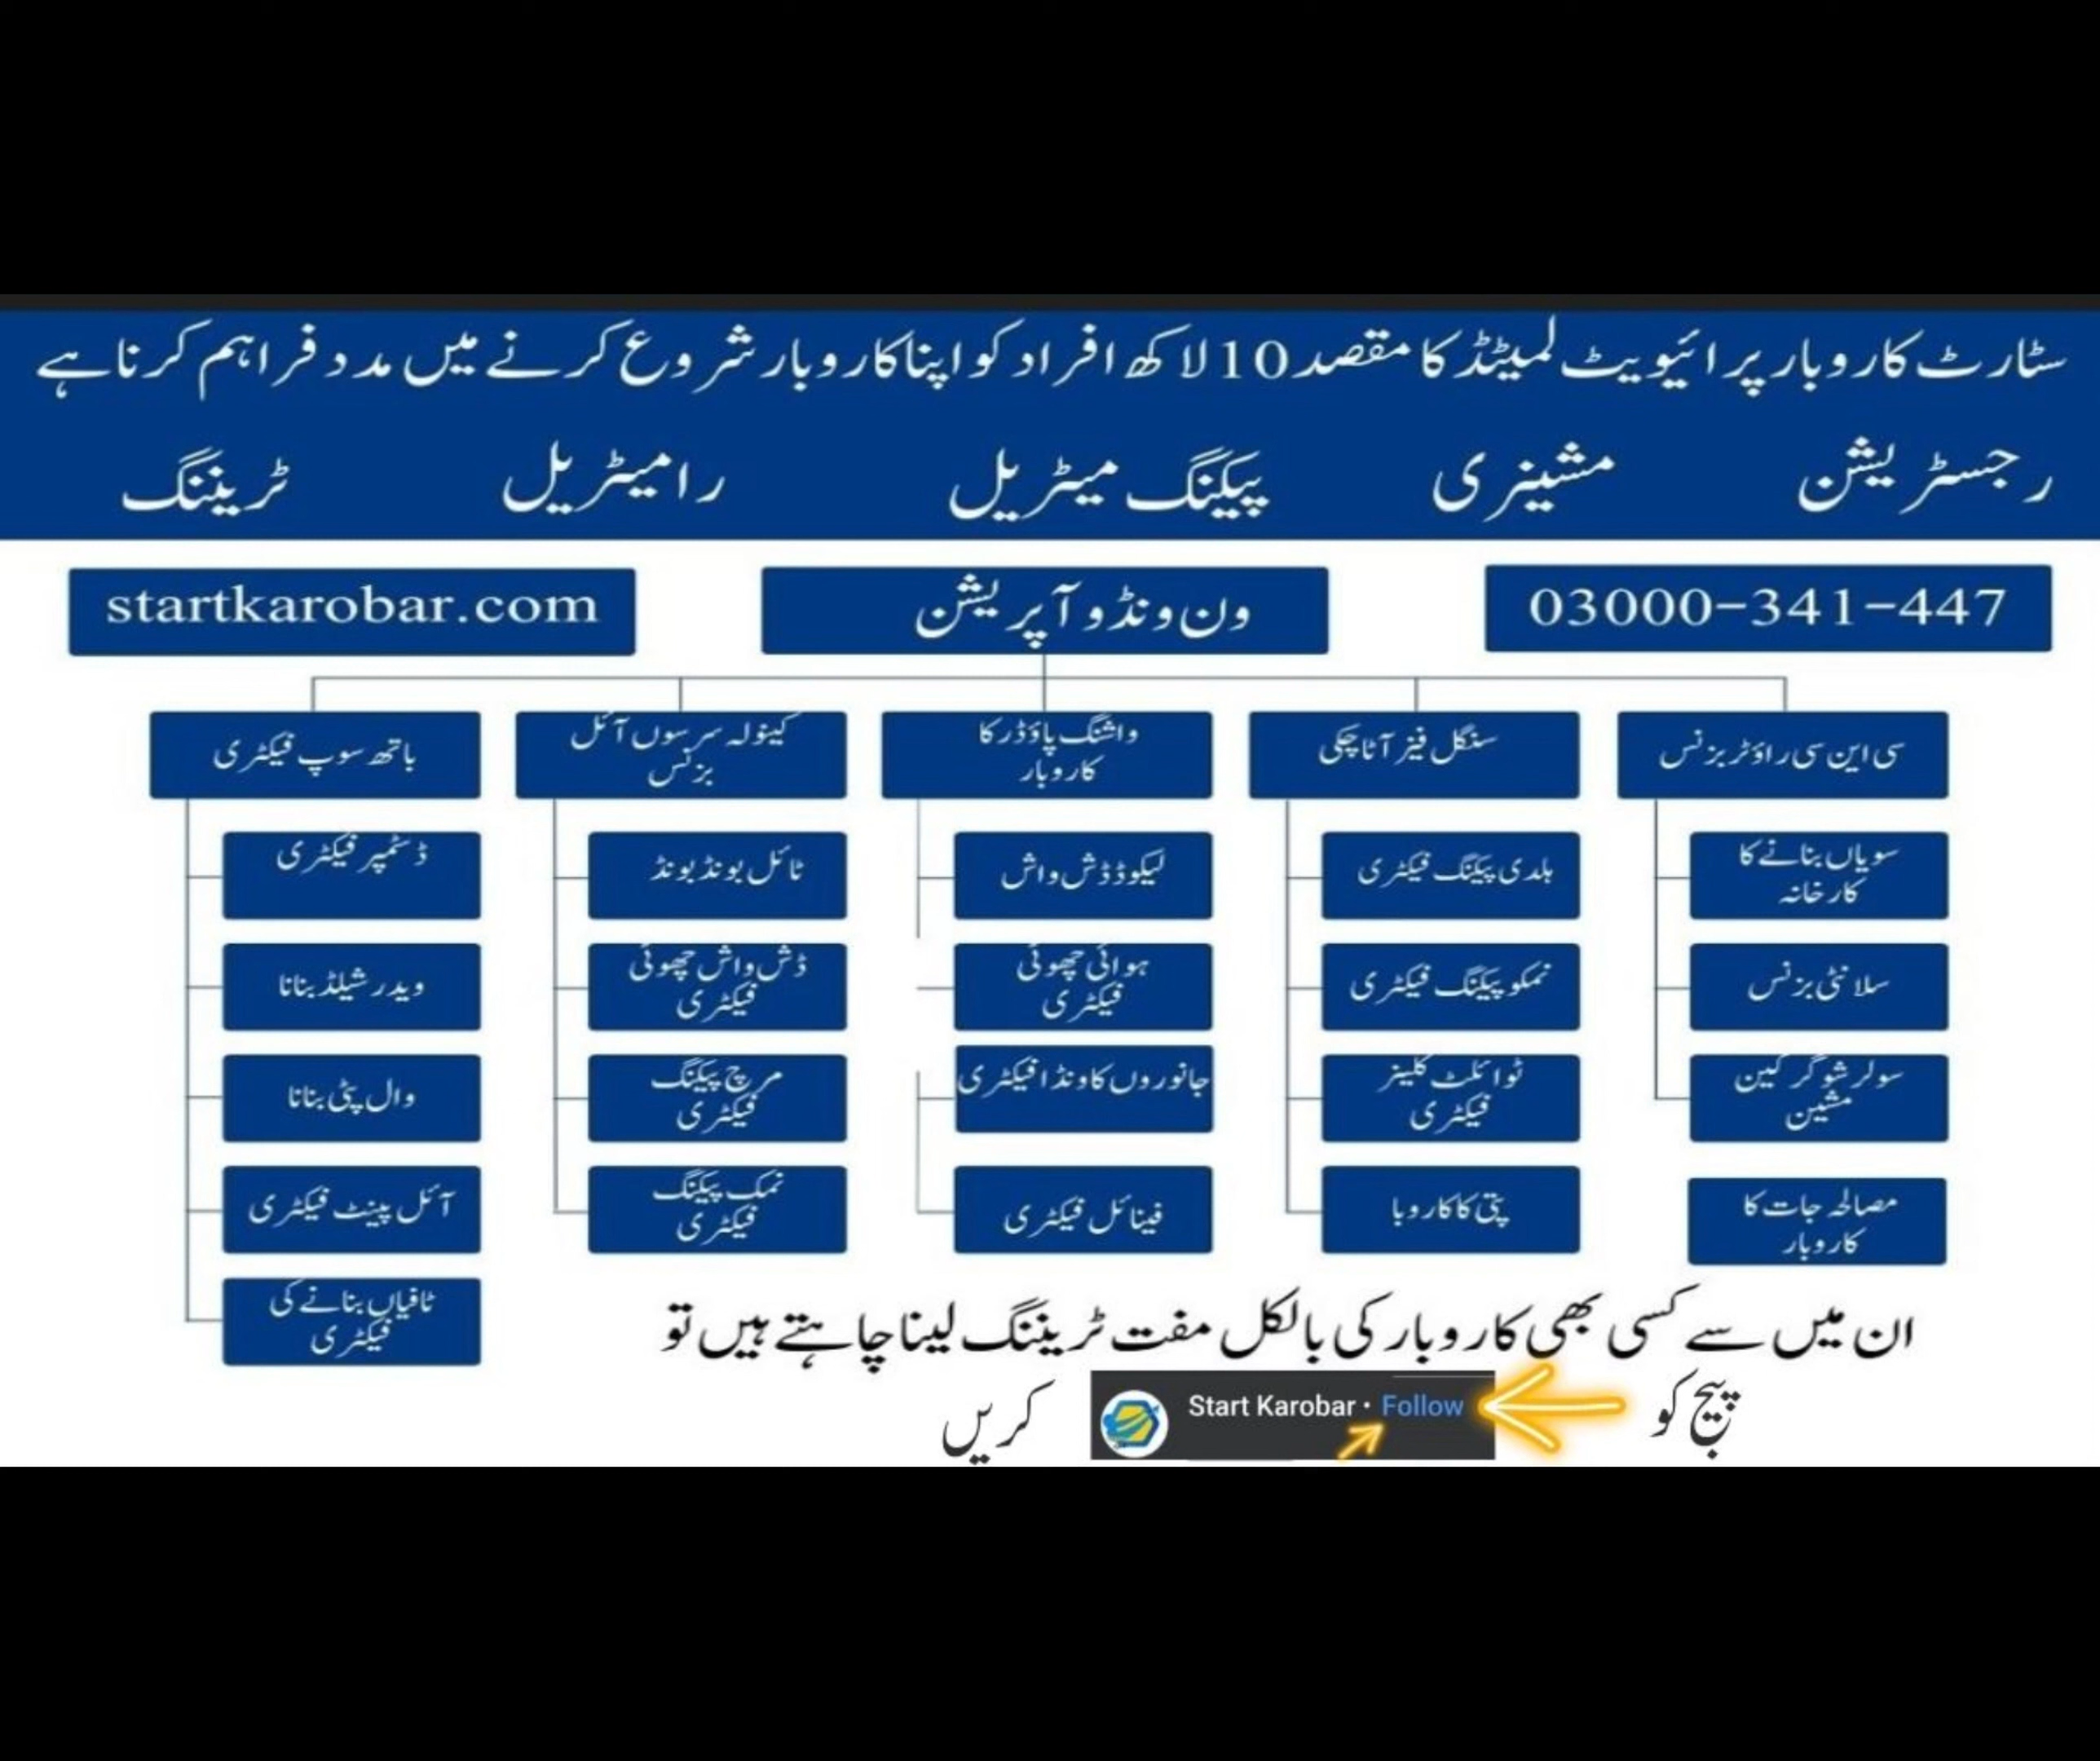 سٹارٹ کاروبار پرائیویٹ لمیٹڈ کا مقصد 10 لاکھ افراد کو اپنا کاروبار شروع کرنے میں مدد فراہم کرنا ہے
رجسٹریشن مشینری پیکنگ میٹریل رامیٹریل ٹریننگ
03000-341-447
ون ونڈو آپریشن
startkarobar.com
سی این سی راؤٹر بزنس
سویاں بنانے کا
کارخانہ
سلانٹی بزنس
سولر شوگر کین
مشین
مصالحہ جات کا
کاروبار
سنگل فیز آٹا چکی
ہلدی پیکنگ فیکٹری
نمکو پیکنگ فیکٹری
ٹوائلٹ کلینر
فیکٹری
پتی کا کاروبا
واشنگ پاؤڈر کا
کاروبار
لیکوڈ ڈش واش
ہوائی چھوٹی
فیکٹری
جانوروں کا ونڈا فیکٹری
فینائل فیکٹری
کینولہ سرسوں آئل
بزنس
ٹائل بونڈ بونڈ
ڈش واش چھوٹی
فیکٹری
مرچ پیکنگ
فیکٹری
نمک پیکنگ
فیکٹری
باتھ سوپ فیکٹری
ڈسٹمپر فیکٹری
ویدر شیلڈ بنانا
وال پٹی بنانا
آئل پینٹ فیکٹری
ٹافیاں بنانے کی
فیکٹری
ان میں سے کسی بھی کاروبار کی بالکل مفت ٹریننگ لینا چاہتے ہیں تو
پیج کو Start Karobar · Follow کریں